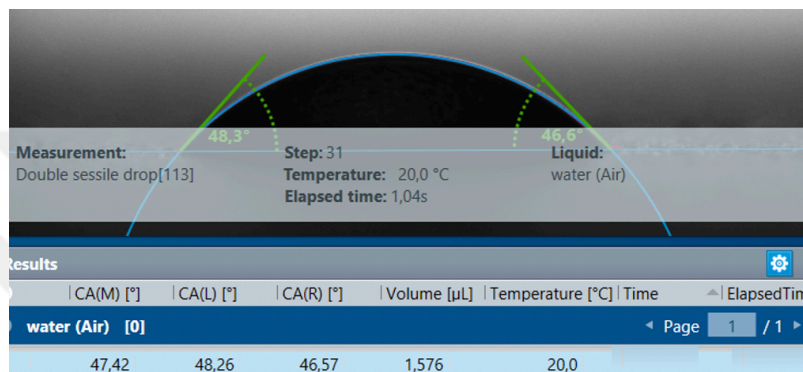 48,3° 46,6°
Measurement: Step: 31 Liquid:
Double sessile drop[113] Temperature: 20,0 °C water (Air)
Elapsed time: 1,04s
Results
CA(M) [°] CA(L) [°] CA(R) [°] Volume [µL] Temperature [°C] Time
water (Air) [0] Page 1 / 1
47,42 48,26 46,57 1,576 20,0